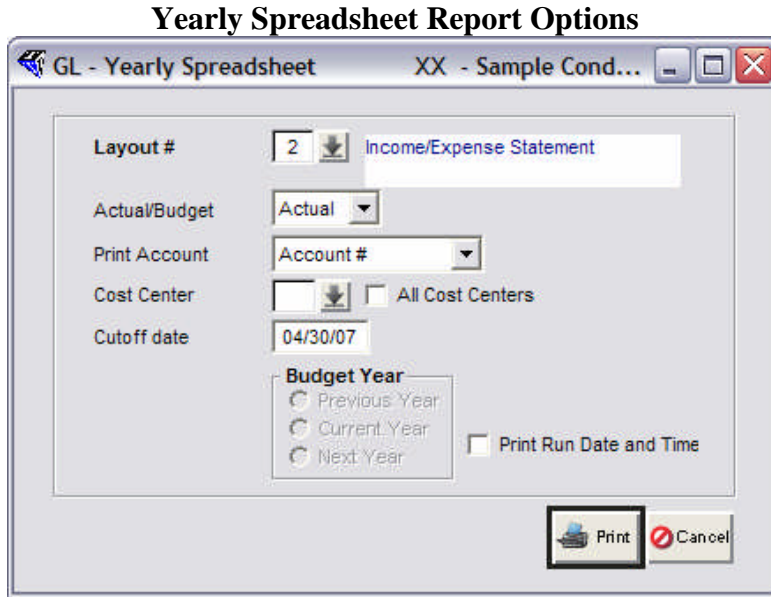 Yearly Spreadsheet Report Options
GL - Yearly Spreadsheet XX - Sample Cond...
Layout # 2 Income/Expense Statement
Actual/Budget Actual
Print Account Account #
Cost Center All Cost Centers
Cutoff date 04/30/07
Budget Year
Previous Year
Current Year
Next Year
Print Run Date and Time
Print Cancel